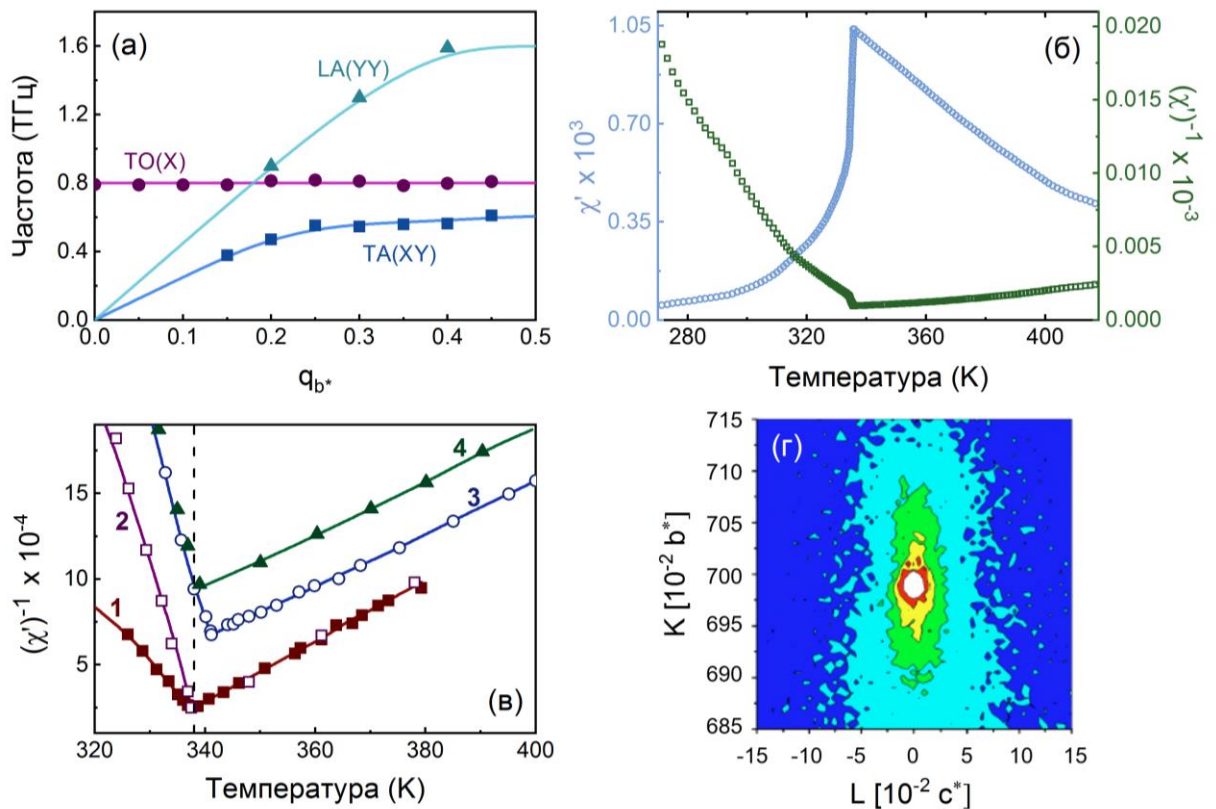 (а)
Частота (ТГц)
1.6
1.2
0.8
0.4
0.0
LA(YY)
TO(X)
TA(XY)
0.0 0.1 0.2 0.3 0.4 0.5
q_b*
(б)
χ' x 10³
1.05
0.70
0.35
0.00
0.020
0.015
0.010
0.005
0.000
(χ')⁻¹ x 10⁻³
280 320 360 400
Температура (K)
(в)
(χ')⁻¹ x 10⁻⁴
15
10
5
1
2
3
4
320 340 360 380 400
Температура (K)
(г)
K [10⁻² b*]
715
710
705
700
695
690
685
-15 -10 -5 0 5 10 15
L [10⁻² c*]